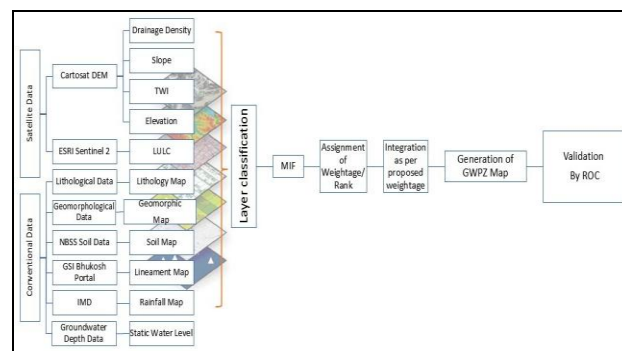 Satellite Data
Cartosat DEM
Drainage Density
Slope
TWI
Elevation
ESRI Sentinel 2
LULC
Conventional Data
Lithological Data
Lithology Map
Geomorphological
Data
Geomorphic
Map
NBSS Soil Data
Soil Map
GSI Bhukosh
Portal
Lineament Map
IMD
Rainfall Map
Groundwater
Depth Data
Static Water Level
Layer classification
MIF
Assignment
of
Weightage/
Rank
Integration
as per
proposed
weightage
Generation of
GWPZ Map
Validation
By ROC